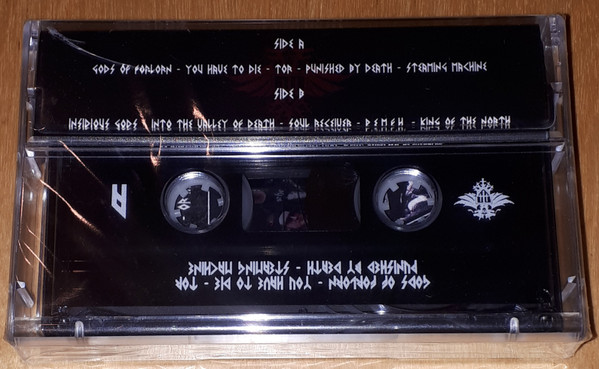 SIDE A
GODS OF FORLORN - YOU HAVE TO DIE - TOR - PUNISHED BY DEATH - STEAMING MACHINE
SIDE B
INSIDIOUS GODS - INTO THE VALLEY OF DEATH - SOUL RECEIVER - D.I.M.F.H. - KING OF THE NORTH
A
GODS OF FORLORN - YOU HAVE TO DIE - TOR
PUNISHED BY DEATH - STEAMING MACHINE